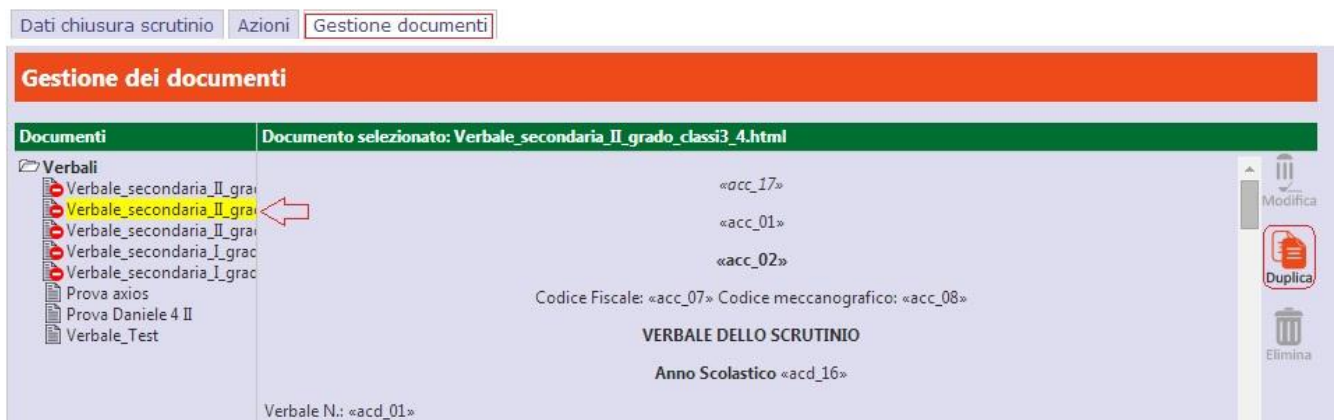 Dati chiusura scrutinio Azioni Gestione documenti
Gestione dei documenti
Documenti Documento selezionato: Verbale_secondaria_II_grado_classi3_4.html
Verbali
Verbale_secondaria_II_grad
Verbale_secondaria_II_grad
Verbale_secondaria_II_grad
Verbale_secondaria_I_grad
Verbale_secondaria_I_grad
Prova axios
Prova Daniele 4 II
Verbale_Test
«acc_17»
«acc_01»
«acc_02»
Codice Fiscale: «acc_07» Codice meccanografico: «acc_08»
VERBALE DELLO SCRUTINIO
Anno Scolastico «acd_16»
Verbale N.: «acd_01»
Modifica
Duplica
Elimina